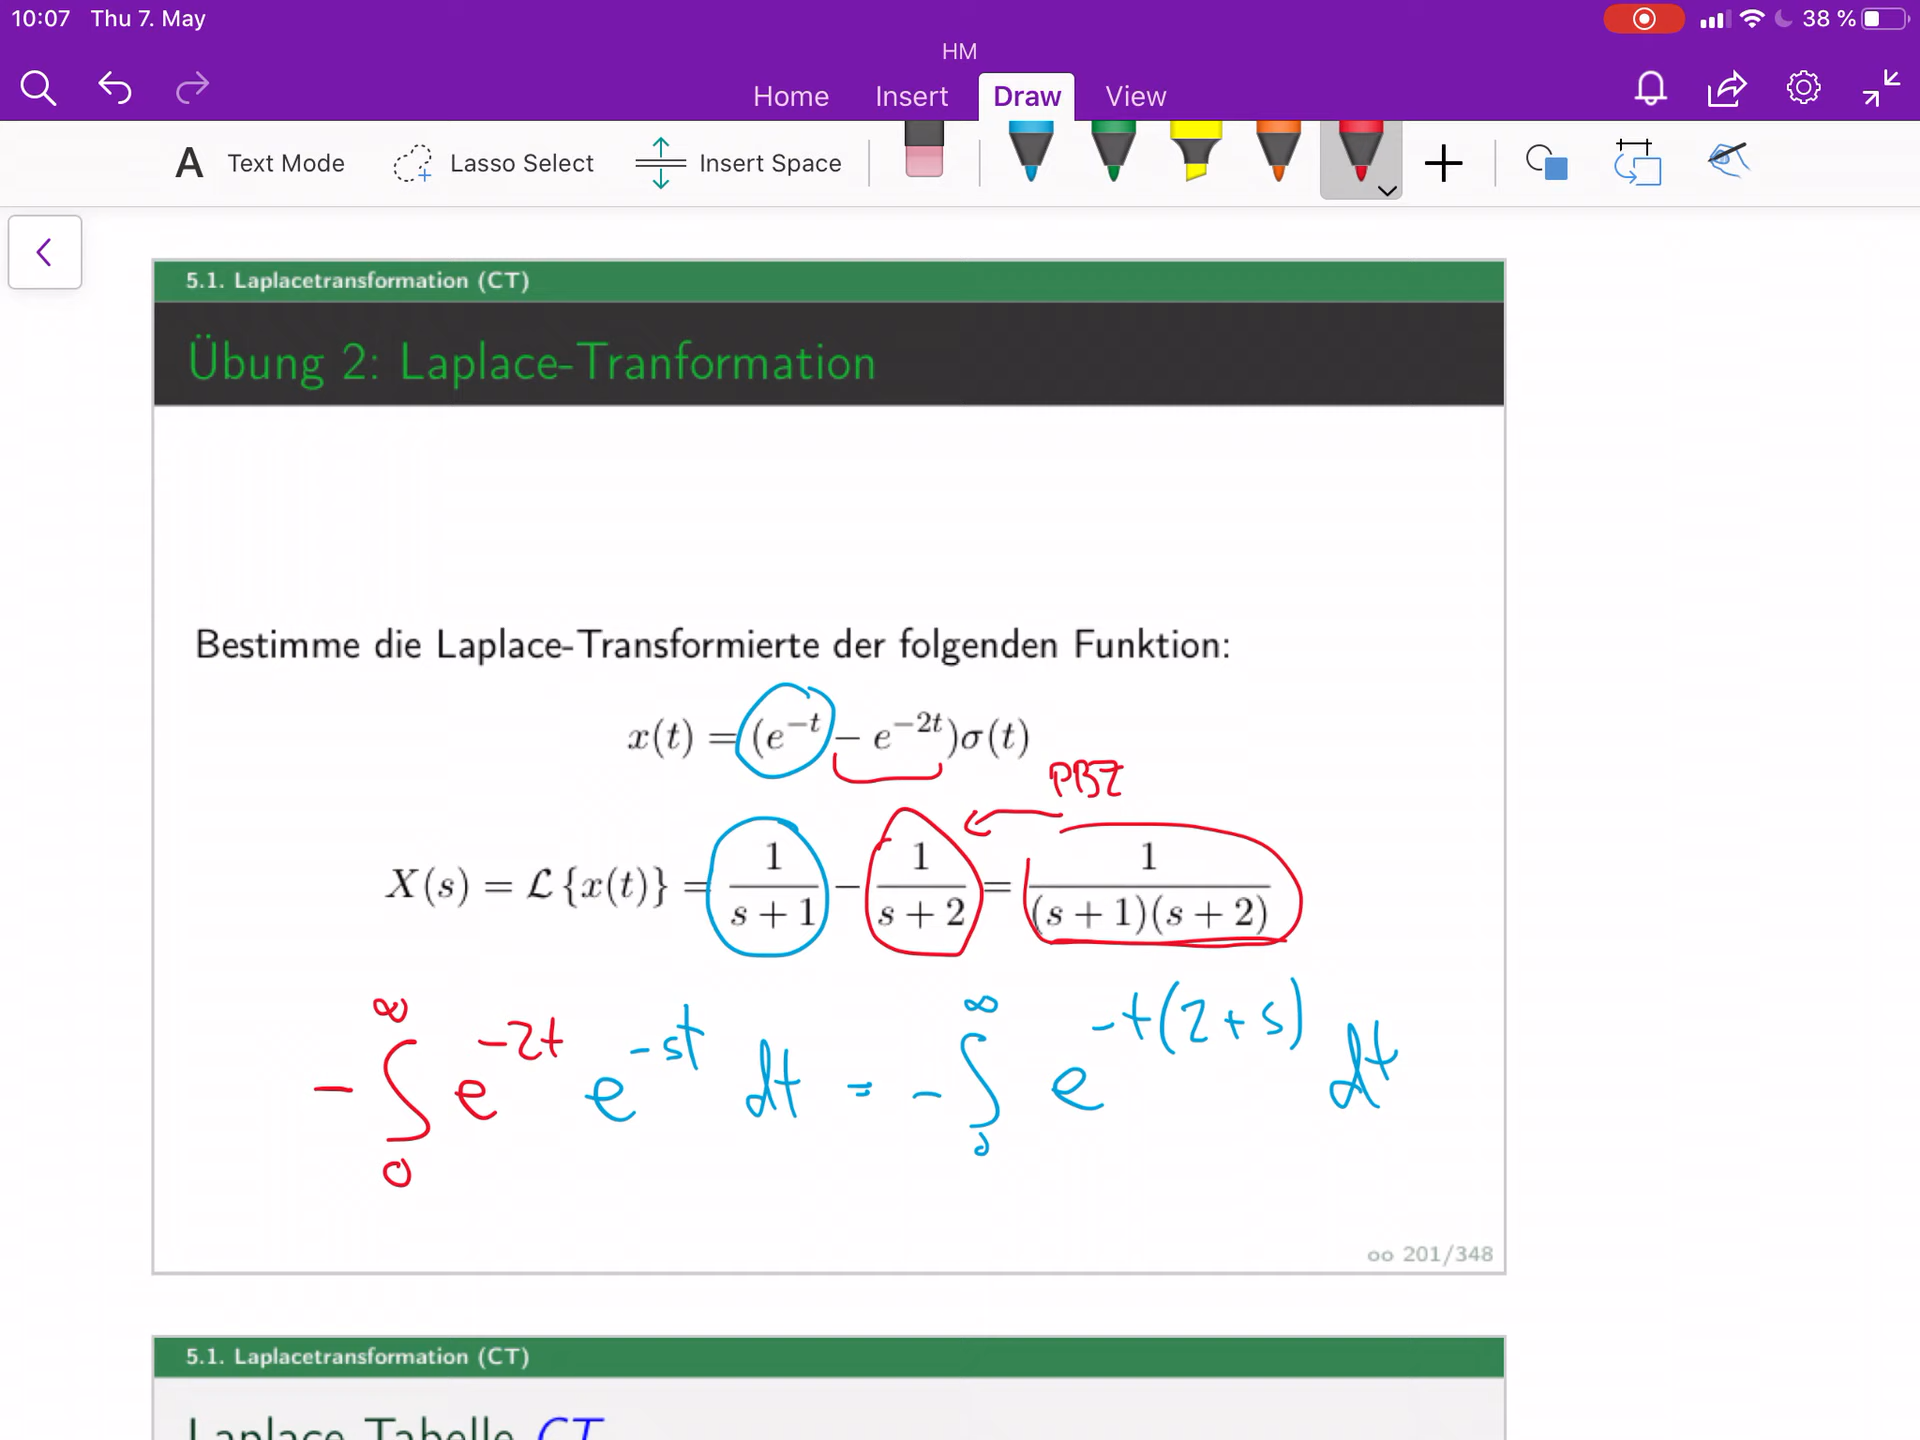 10:07 Thu 7. May 38 %
HM
Home Insert Draw View
A Text Mode Lasso Select Insert Space
5.1. Laplacetransformation (CT)
Übung 2: Laplace-Tranformation
Bestimme die Laplace-Transformierte der folgenden Funktion:
x(t) = (e^{-t} − e^{-2t})σ(t)
PBZ
X(s) = ℒ{x(t)} = 1/(s + 1) − 1/(s + 2) = 1/((s + 1)(s + 2))
− ∫_0^∞ e^{-2t} e^{-st} dt = − ∫_0^∞ e^{-t(2+s)} dt
oo 201/348
5.1. Laplacetransformation (CT)
Laplace Tabelle CT